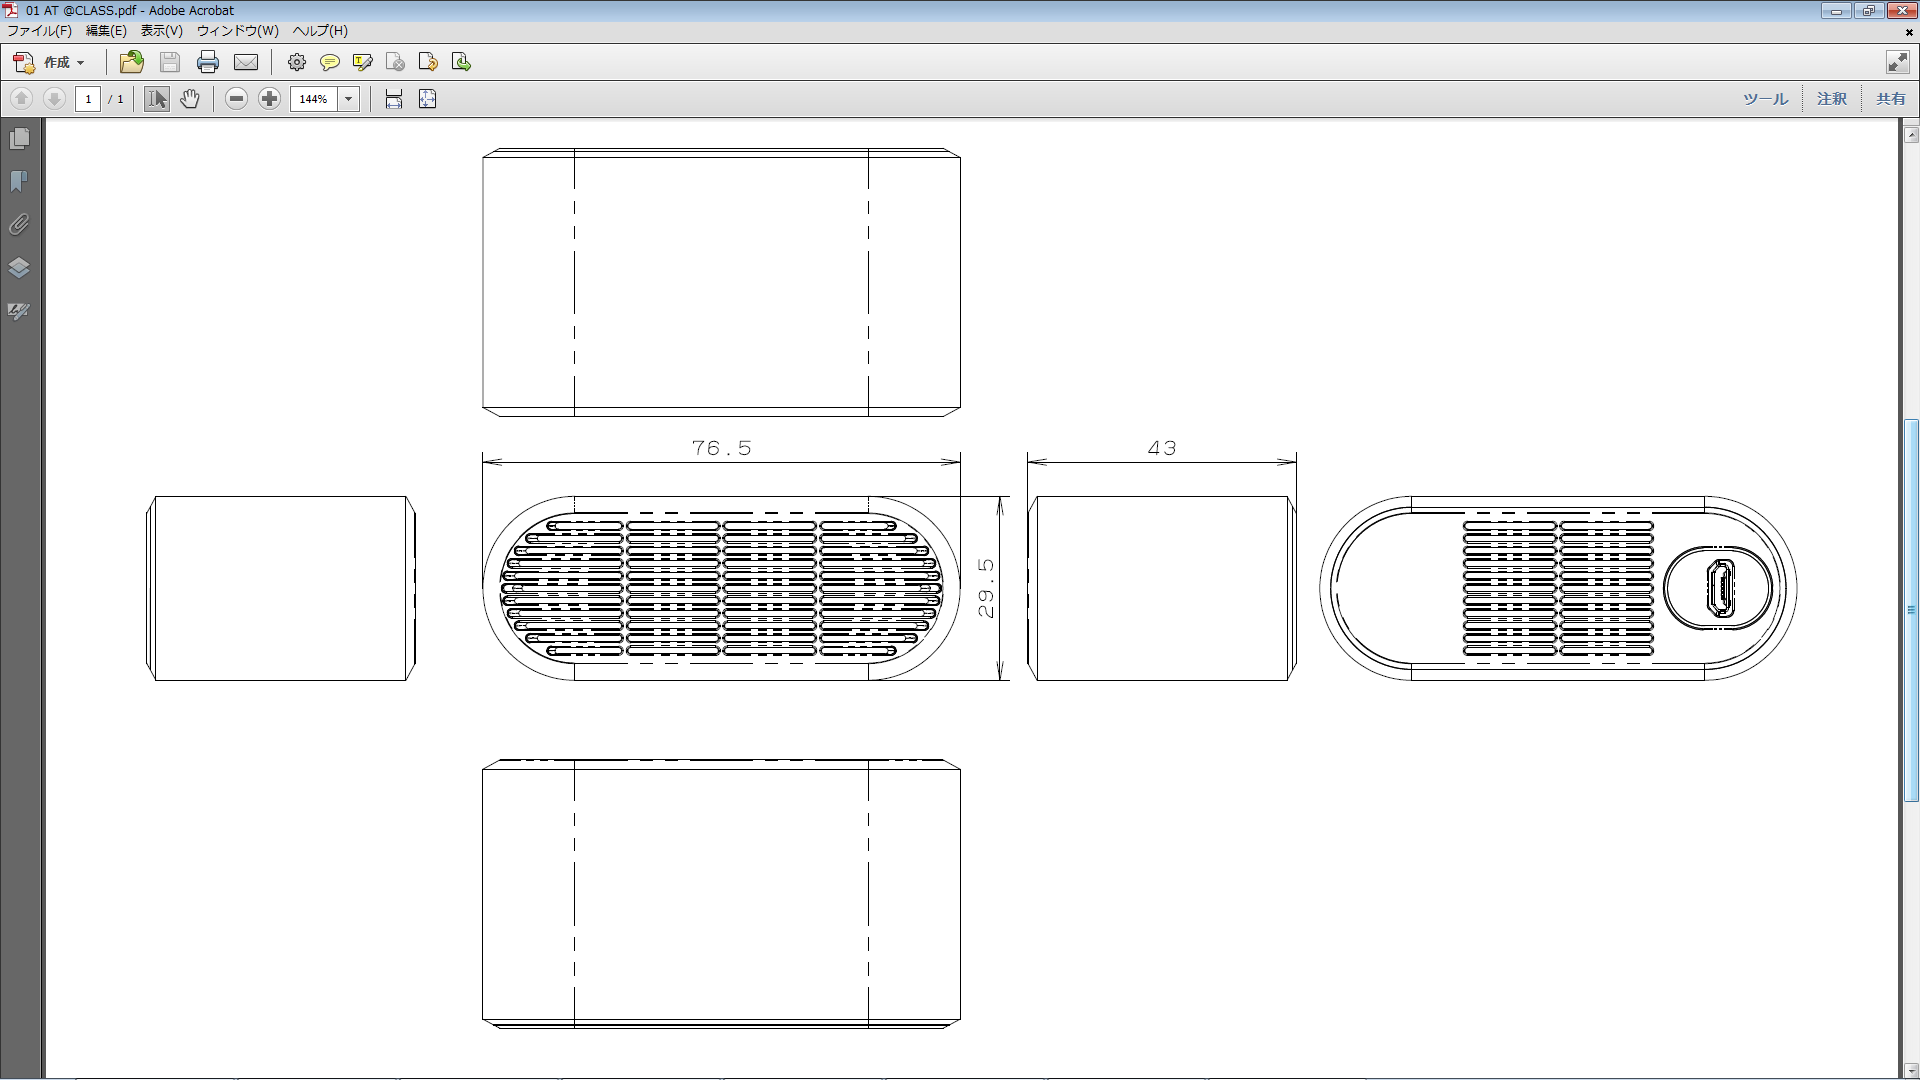 01 AT @CLASS.pdf - Adobe Acrobat
ファイル(F) 編集(E) 表示(V) ウィンドウ(W) ヘルプ(H)
作成
1 / 1 144% ツール 注釈 共有
76.5
43
29.5